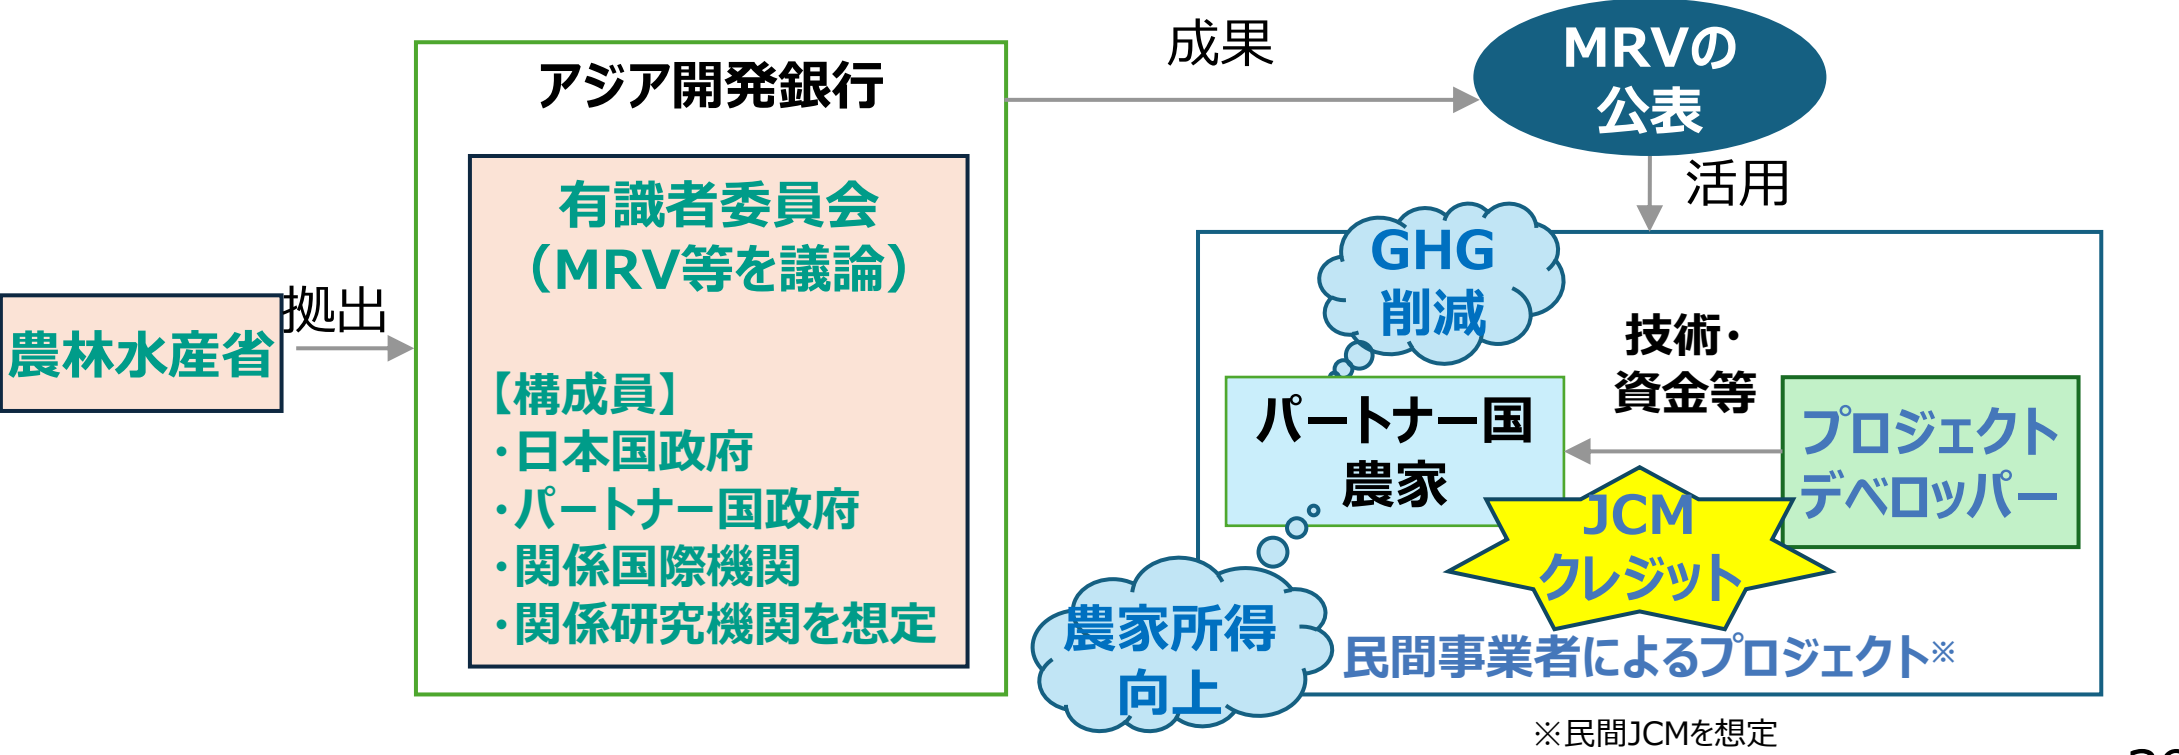 農林水産省
拠出
アジア開発銀行
有識者委員会
（MRV等を議論）
【構成員】
・日本国政府
・パートナー国政府
・関係国際機関
・関係研究機関を想定
成果
MRVの
公表
活用
GHG
削減
パートナー国
農家
技術・
資金等
プロジェクト
デベロッパー
JCM
クレジット
農家所得
向上
民間事業者によるプロジェクト※
※民間JCMを想定